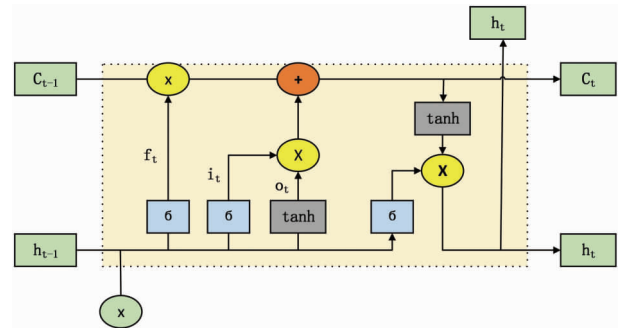 h_t
C_{t-1}
x
+
C_t
tanh
f_t
i_t
X
X
o_t
σ
σ
tanh
σ
h_{t-1}
h_t
x